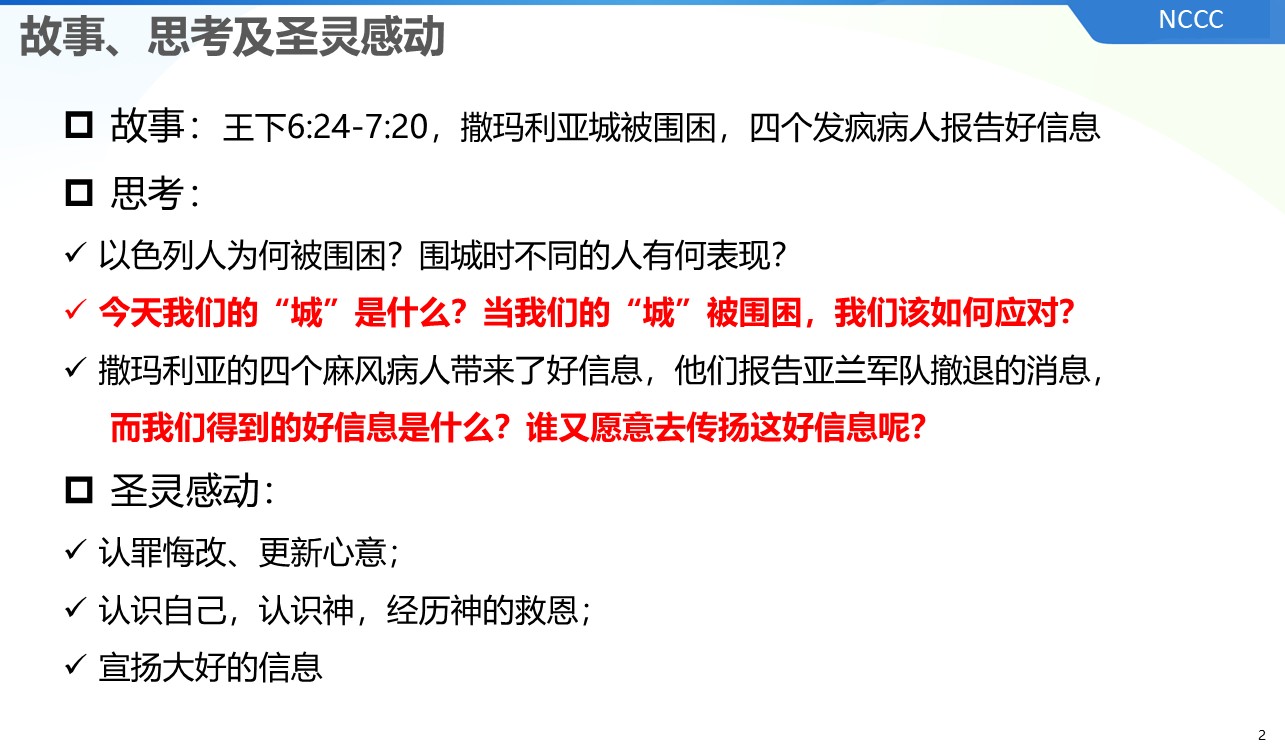 NCCC
故事、思考及圣灵感动
故事：王下6:24-7:20，撒玛利亚城被围困，四个发疯病人报告好信息
思考：
以色列人为何被围困？围城时不同的人有何表现？
今天我们的“城”是什么？当我们的“城”被围困，我们该如何应对？
撒玛利亚的四个麻风病人带来了好信息，他们报告亚兰军队撤退的消息，
而我们得到的好信息是什么？谁又愿意去传扬这好信息呢？
圣灵感动：
认罪悔改、更新心意；
认识自己，认识神，经历神的救恩；
宣扬大好的信息
2